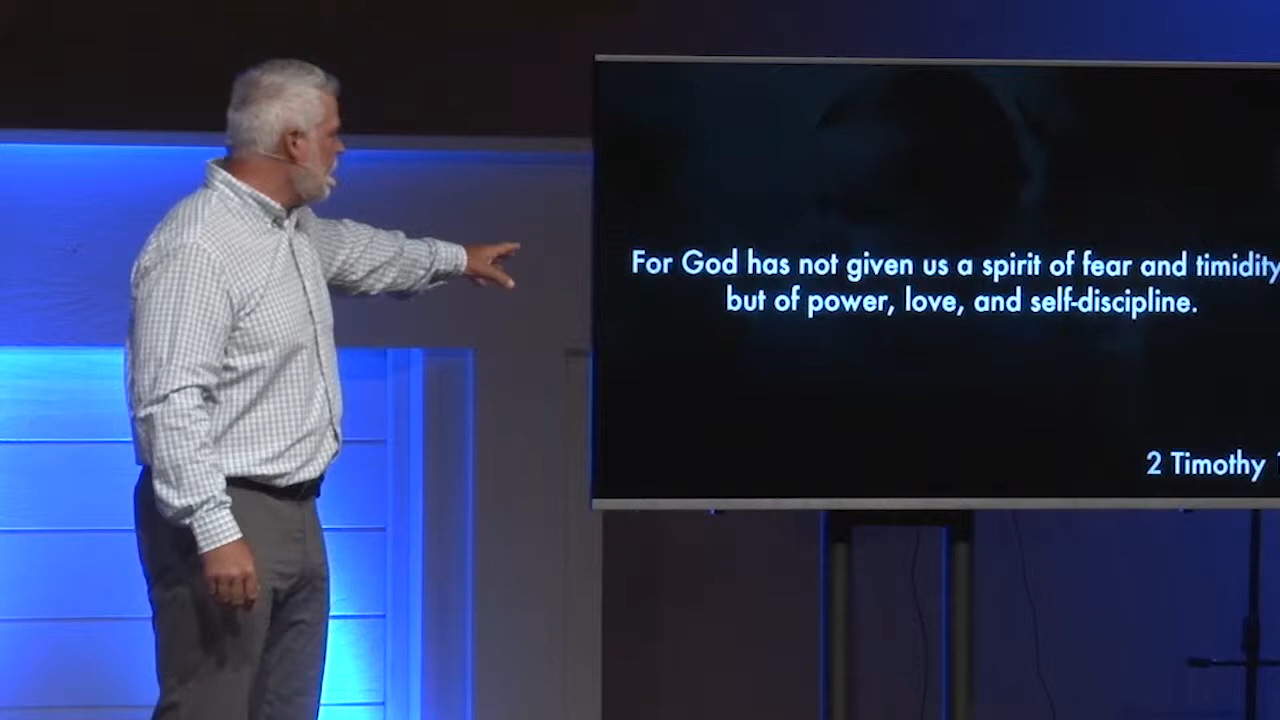 For God has not given us a spirit of fear and timidity
but of power, love, and self-discipline.
2 Timothy